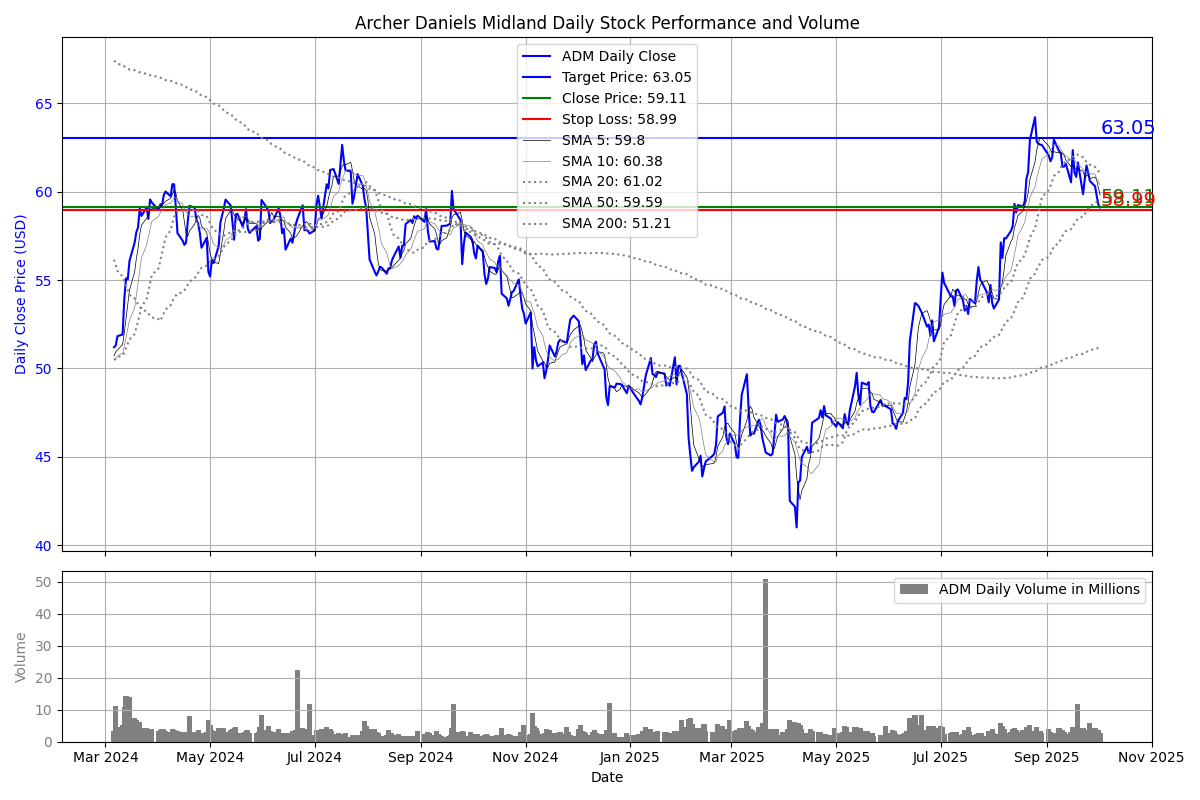 Archer Daniels Midland Daily Stock Performance and Volume
ADM Daily Close
Target Price: 63.05
Close Price: 59.11
Stop Loss: 58.99
SMA 5: 59.8
SMA 10: 60.38
SMA 20: 61.02
SMA 50: 59.59
SMA 200: 51.21
63.05
59.11
58.99
Daily Close Price (USD)
65
60
55
50
45
40
ADM Daily Volume in Millions
Volume
50
40
30
20
10
0
Mar 2024 May 2024 Jul 2024 Sep 2024 Nov 2024 Jan 2025 Mar 2025 May 2025 Jul 2025 Sep 2025 Nov 2025
Date